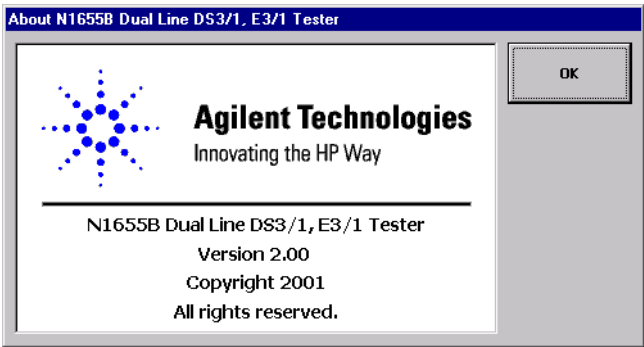 About N1655B Dual Line DS3/1, E3/1 Tester
OK
Agilent Technologies
Innovating the HP Way
N1655B Dual Line DS3/1, E3/1 Tester
Version 2.00
Copyright 2001
All rights reserved.